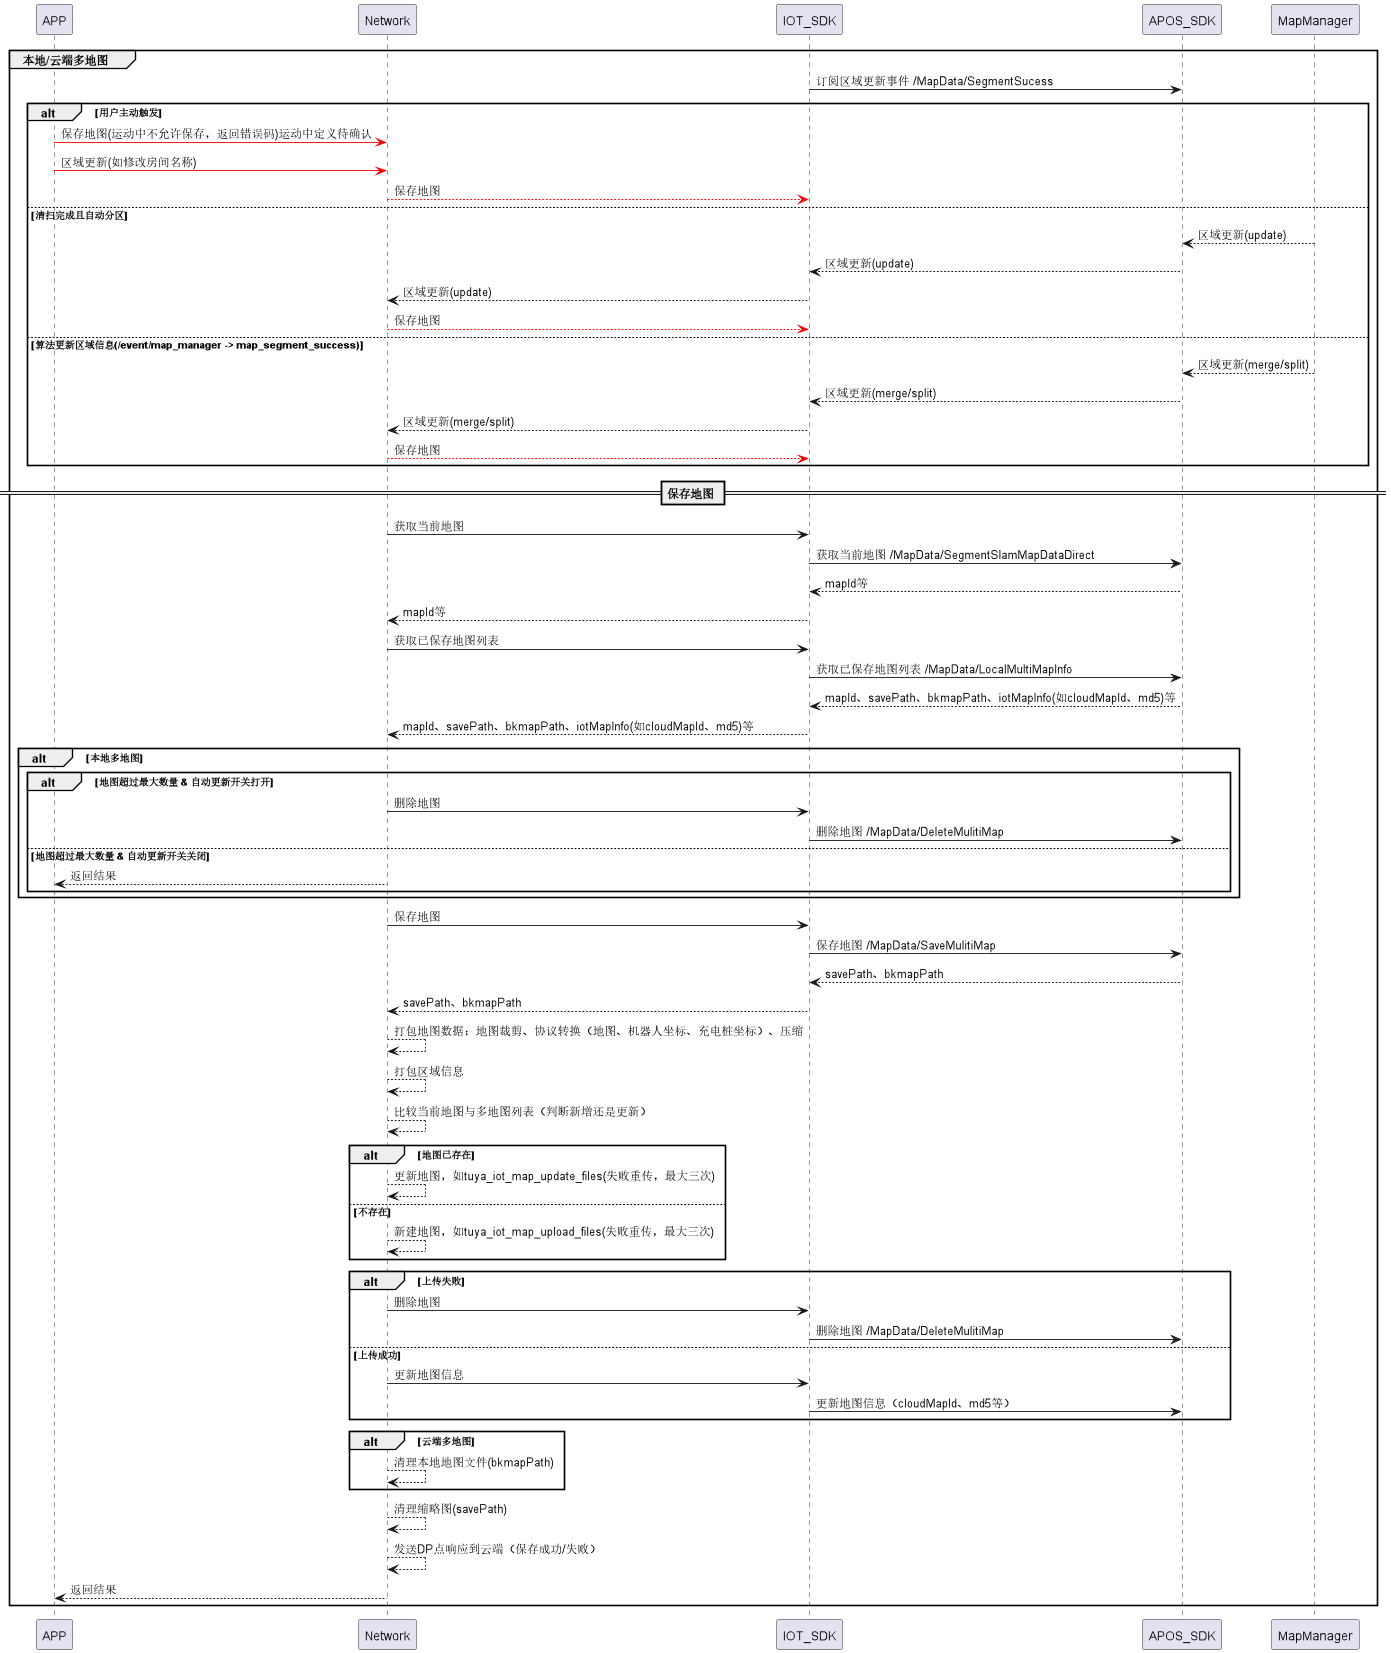 APP Network IOT_SDK APOS_SDK MapManager
本地/云端多地图
订阅区域更新事件 /MapData/SegmentSucess
alt [用户主动触发]
保存地图(运动中不允许保存，返回错误码)运动中定义待确认
区域更新(如修改房间名称)
保存地图
[清扫完成且自动分区]
区域更新(update)
区域更新(update)
区域更新(update)
保存地图
[算法更新区域信息(/event/map_manager -> map_segment_success)]
区域更新(merge/split)
区域更新(merge/split)
区域更新(merge/split)
保存地图
保存地图
获取当前地图
获取当前地图 /MapData/SegmentSlamMapDataDirect
mapId等
mapId等
获取已保存地图列表
获取已保存地图列表 /MapData/LocalMultiMapInfo
mapId、savePath、bkmapPath、iotMapInfo(如cloudMapId、md5)等
mapId、savePath、bkmapPath、iotMapInfo(如cloudMapId、md5)等
alt [本地多地图]
alt [地图超过最大数量 & 自动更新开关打开]
删除地图
删除地图 /MapData/DeleteMulitiMap
[地图超过最大数量 & 自动更新开关关闭]
返回结果
保存地图
保存地图 /MapData/SaveMulitiMap
savePath、bkmapPath
savePath、bkmapPath
打包地图数据：地图裁剪、协议转换（地图、机器人坐标、充电桩坐标）、压缩
打包区域信息
比较当前地图与多地图列表（判断新增还是更新）
alt [地图已存在]
更新地图，如tuya_iot_map_update_files(失败重传，最大三次)
[不存在]
新建地图，如tuya_iot_map_upload_files(失败重传，最大三次)
alt [上传失败]
删除地图
删除地图 /MapData/DeleteMulitiMap
[上传成功]
更新地图信息
更新地图信息（cloudMapId、md5等）
alt [云端多地图]
清理本地地图文件(bkmapPath)
清理缩略图(savePath)
发送DP点响应到云端（保存成功/失败）
返回结果
APP Network IOT_SDK APOS_SDK MapManager